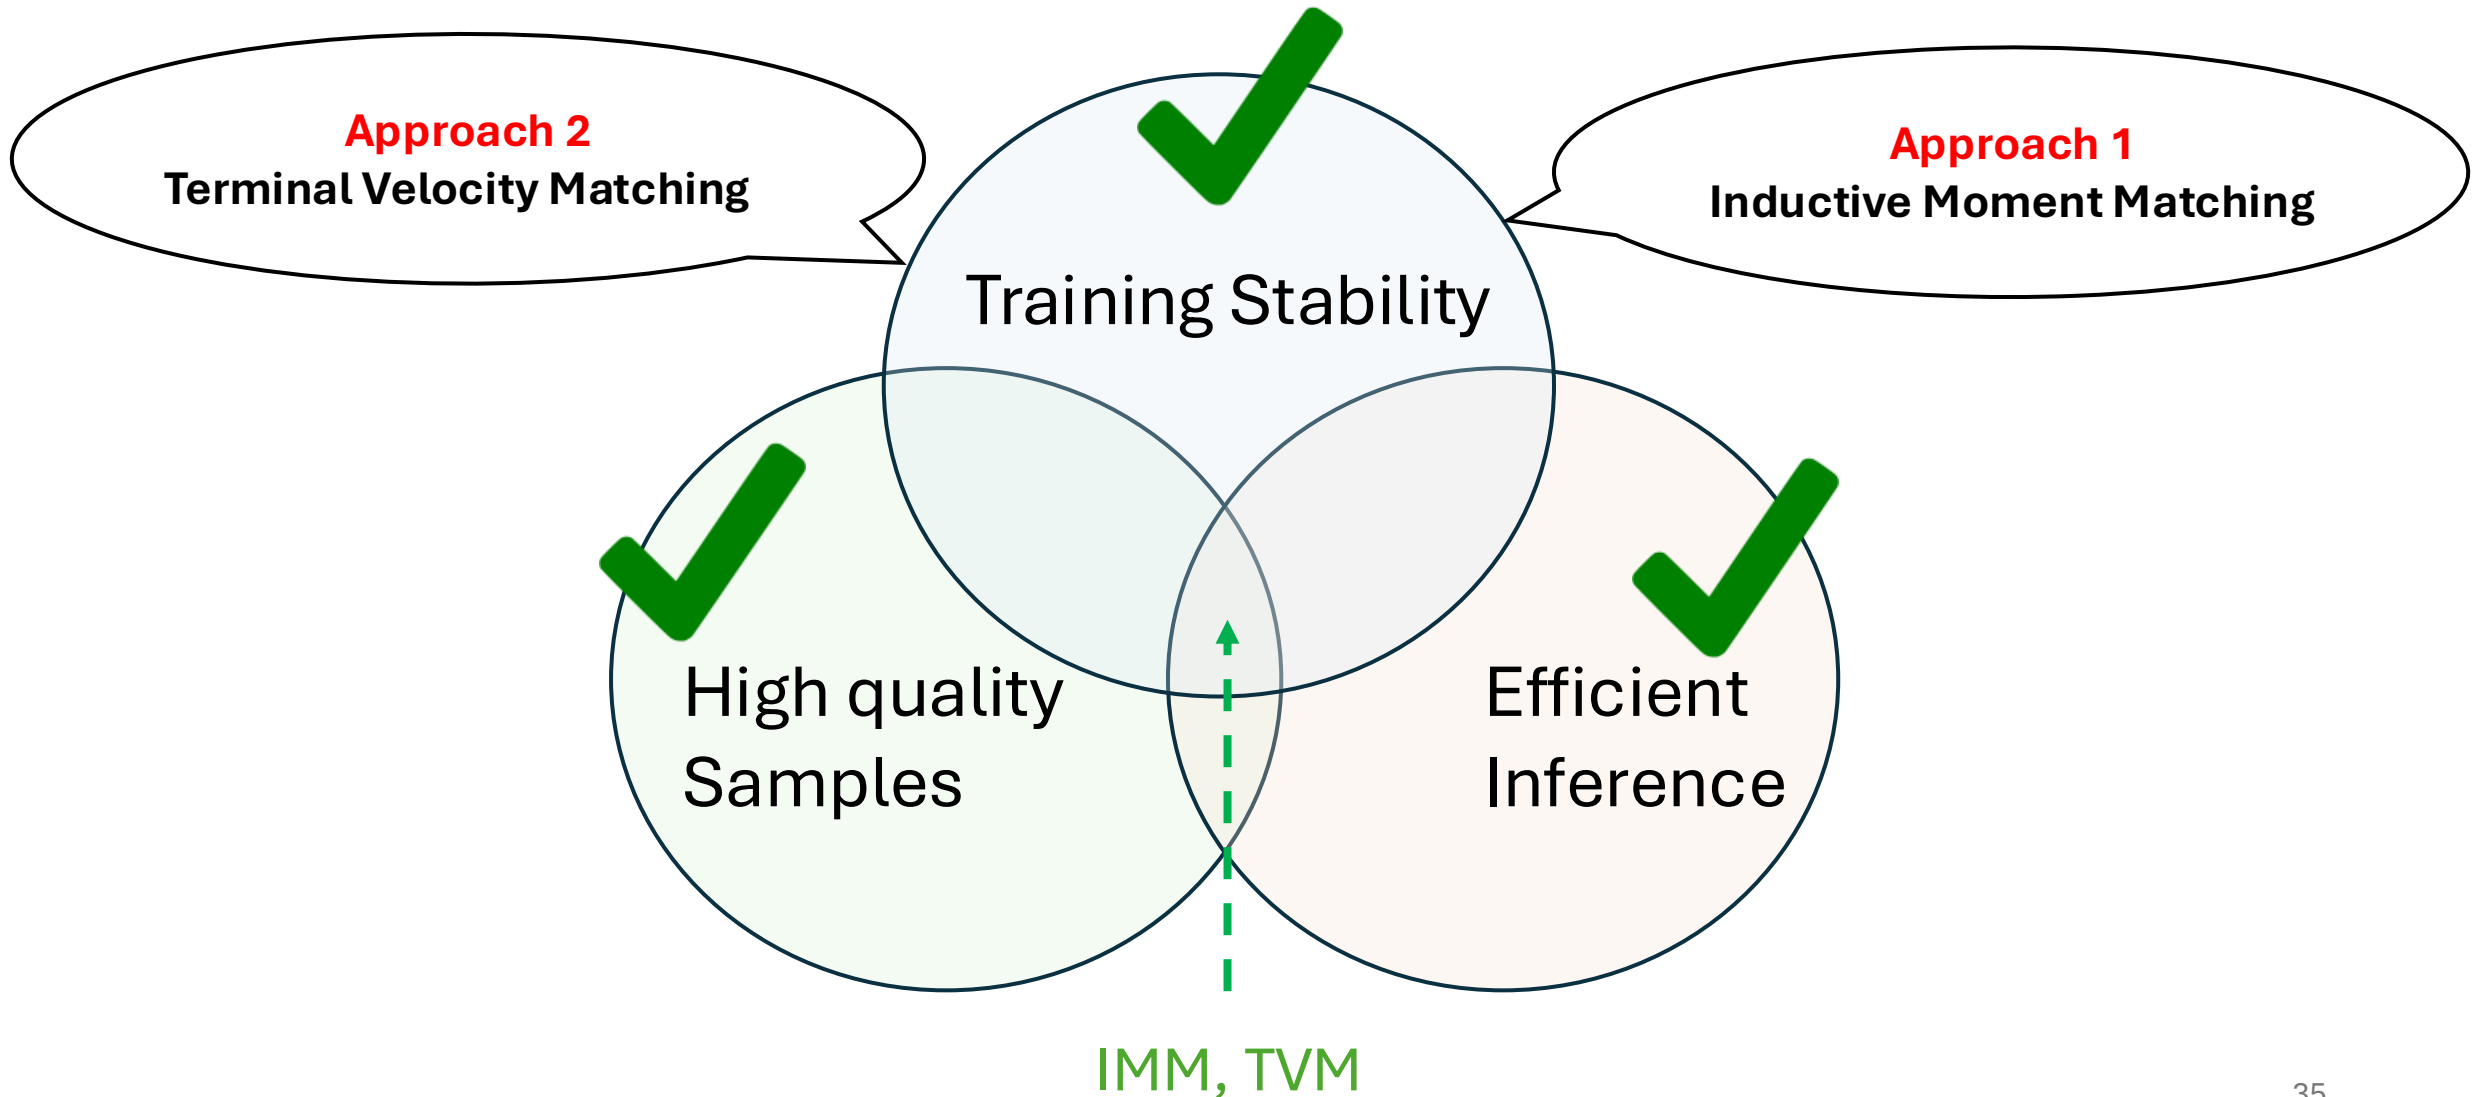 Approach 2
Terminal Velocity Matching
Approach 1
Inductive Moment Matching
Training Stability
High quality
Samples
Efficient
Inference
IMM, TVM
35